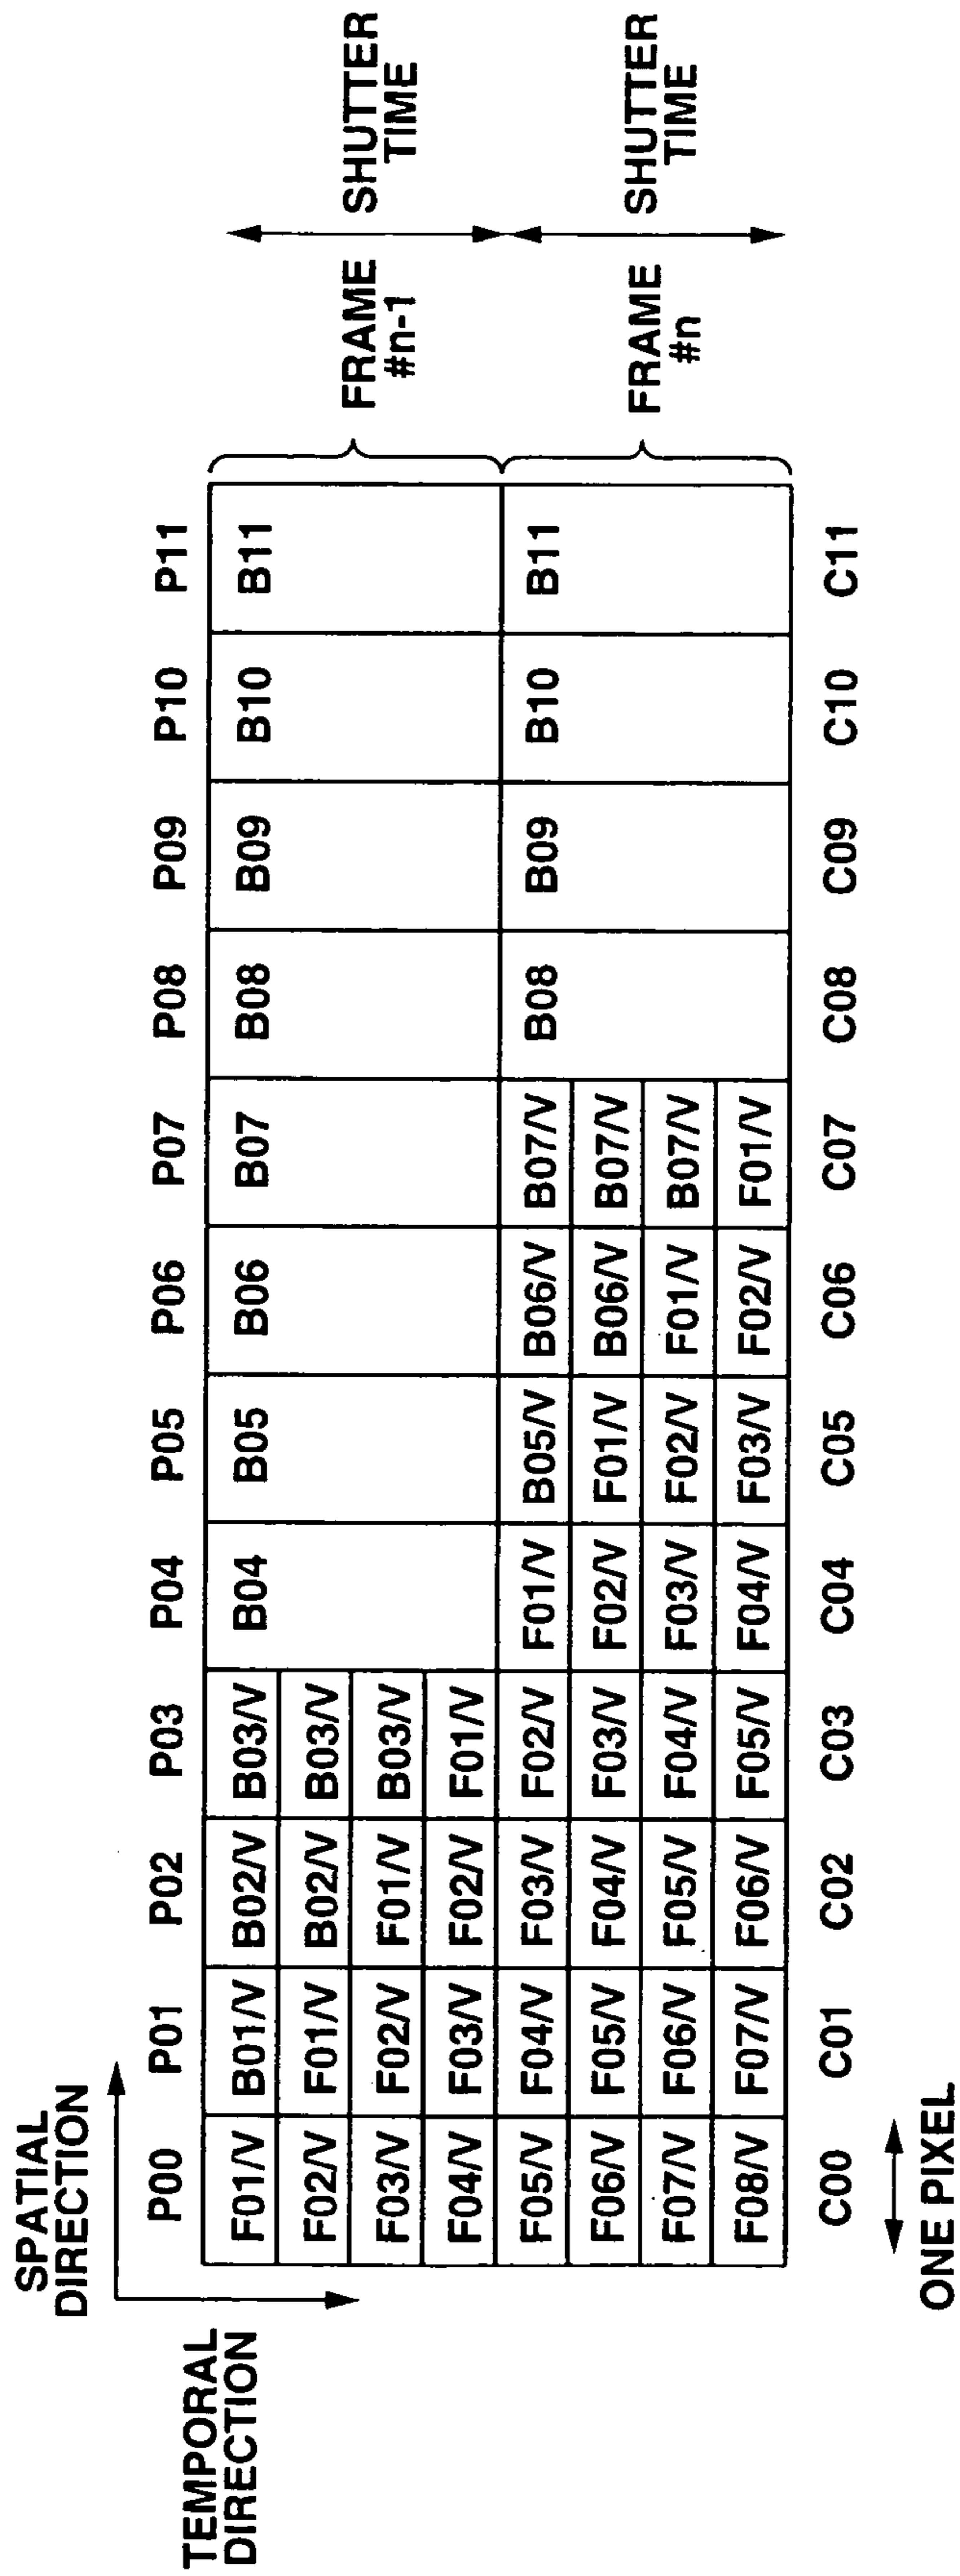 SPATIAL
DIRECTION
TEMPORAL
DIRECTION
P00 P01 P02 P03 P04 P05 P06 P07 P08 P09 P10 P11
F01/V B01/V B02/V B03/V B04 B05 B06 B07 B08 B09 B10 B11
F02/V F01/V B02/V B03/V
F03/V F02/V F01/V B03/V
F04/V F03/V F02/V F01/V
FRAME
#n-1
SHUTTER
TIME
F05/V F04/V F03/V F02/V F01/V B05/V B06/V B07/V B08 B09 B10 B11
F06/V F05/V F04/V F03/V F02/V F01/V B06/V B07/V
F07/V F06/V F05/V F04/V F03/V F02/V F01/V B07/V
F08/V F07/V F06/V F05/V F04/V F03/V F02/V F01/V
FRAME
#n
SHUTTER
TIME
C00 C01 C02 C03 C04 C05 C06 C07 C08 C09 C10 C11
ONE PIXEL